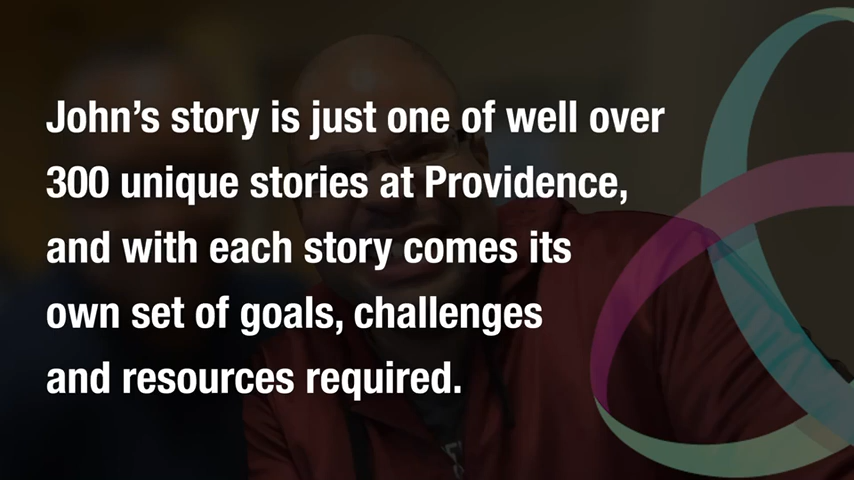 John’s story is just one of well over
300 unique stories at Providence,
and with each story comes its
own set of goals, challenges
and resources required.